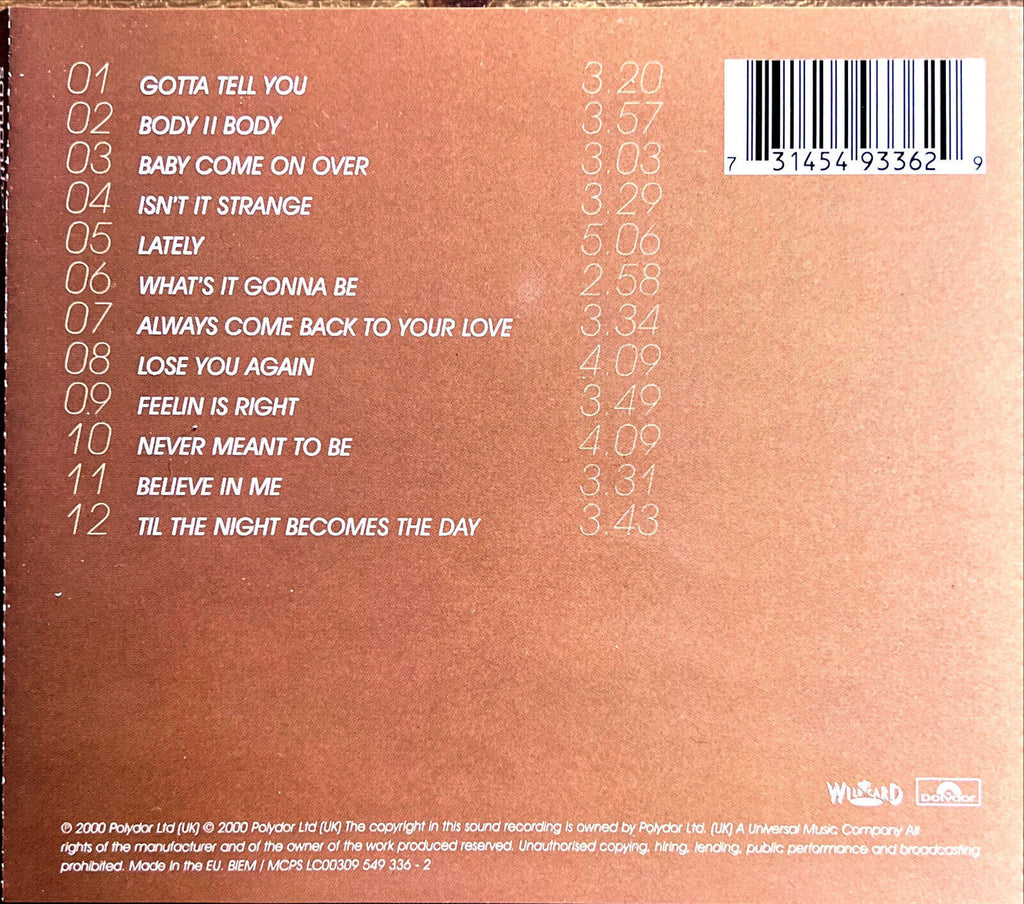 01 GOTTA TELL YOU 3.20
02 BODY II BODY 3.57
03 BABY COME ON OVER 3.03
04 ISN'T IT STRANGE 3.29
05 LATELY 5.06
06 WHAT'S IT GONNA BE 2.58
07 ALWAYS COME BACK TO YOUR LOVE 3.34
08 LOSE YOU AGAIN 4.09
09 FEELIN IS RIGHT 3.49
10 NEVER MEANT TO BE 4.09
11 BELIEVE IN ME 3.31
12 TIL THE NIGHT BECOMES THE DAY 3.43
7 31454 93362 9
WILDCARD polydor
℗ 2000 Polydor Ltd (UK) © 2000 Polydor Ltd (UK) The copyright in this sound recording is owned by Polydor Ltd. (UK) A Universal Music Company All
rights of the manufacturer and of the owner of the work produced reserved. Unauthorised copying, hiring, lending, public performance and broadcasting
prohibited. Made in the EU. BIEM / MCPS LC00309 549 336 - 2